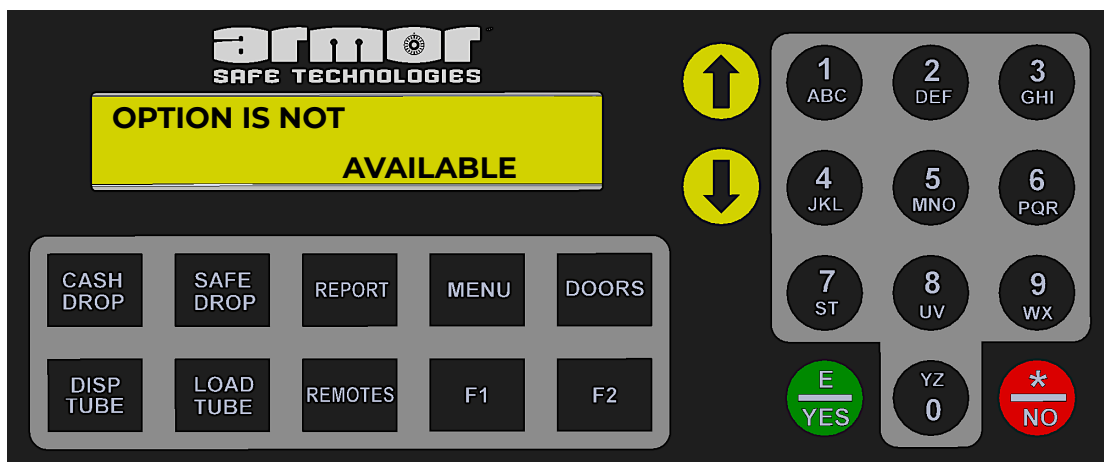 armor
SAFE TECHNOLOGIES
OPTION IS NOT
AVAILABLE
CASH
DROP
SAFE
DROP
REPORT
MENU
DOORS
DISP
TUBE
LOAD
TUBE
REMOTES
F1
F2
1
ABC
2
DEF
3
GHI
4
JKL
5
MNO
6
PQR
7
ST
8
UV
9
WX
E
YES
YZ
0
*
NO